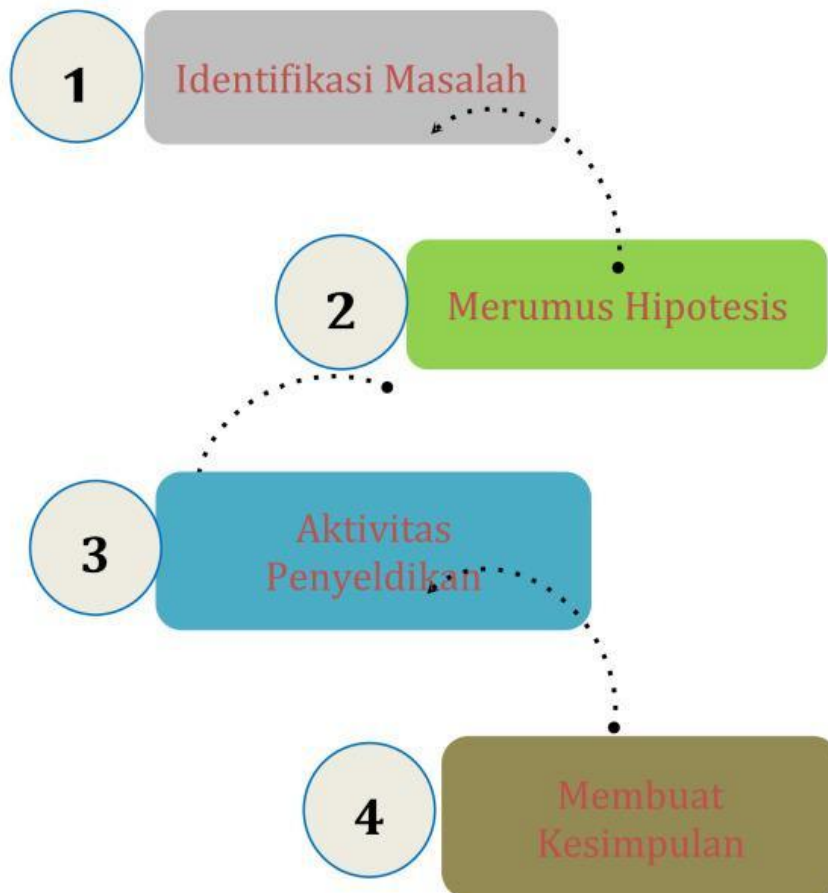 1
Identifikasi Masalah
2
Merumus Hipotesis
3
Aktivitas
Penyeldikan
4
Membuat
Kesimpulan